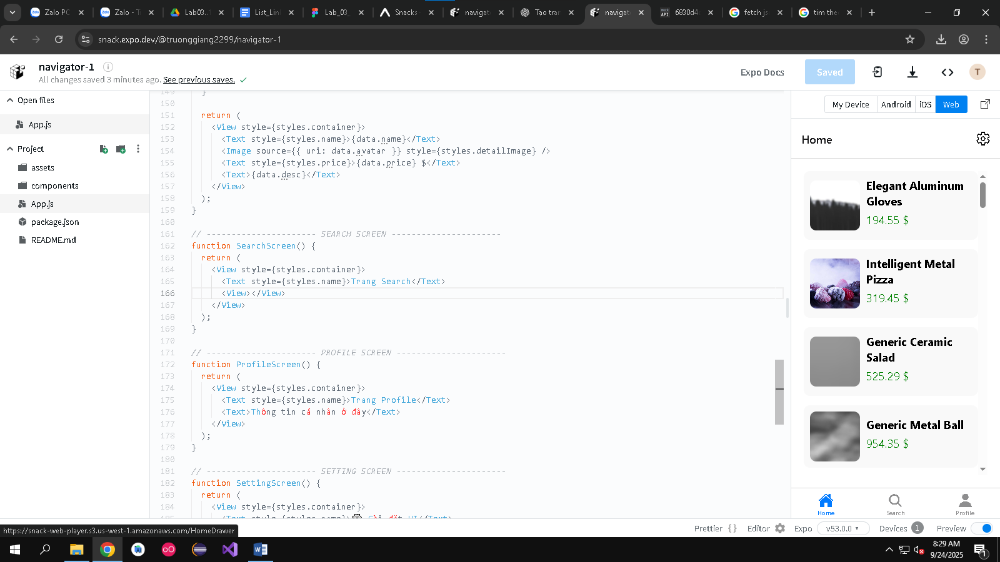 Zalo PC
Zalo - T
Lab03..1
List_Lin
Lab_03_
Snacks
navigat
Tạo tran
navigat
6830d4
fetch js
tim the
snack.expo.dev/@truonggiang2299/navigator-1
navigator-1
All changes saved 3 minutes ago. See previous saves.
Expo Docs
Saved
T
Open files
App.js
Project
assets
components
App.js
package.json
README.md
149 }
150
151 return (
152 <View style={styles.container}>
153 <Text style={styles.name}>{data.name}</Text>
154 <Image source={{ uri: data.avatar }} style={styles.detailImage} />
155 <Text style={styles.price}>{data.price} $</Text>
156 <Text>{data.desc}</Text>
157 </View>
158 );
159 }
160
161 // ---------------------- SEARCH SCREEN ----------------------
162 function SearchScreen() {
163 return (
164 <View style={styles.container}>
165 <Text style={styles.name}>Trang Search</Text>
166 <View></View>
167 </View>
168 );
169 }
170
171 // ---------------------- PROFILE SCREEN ----------------------
172 function ProfileScreen() {
173 return (
174 <View style={styles.container}>
175 <Text style={styles.name}>Trang Profile</Text>
176 <Text>Thông tin cá nhân ở đây</Text>
177 </View>
178 );
179 }
180
181 // ---------------------- SETTING SCREEN ----------------------
182 function SettingScreen() {
183 return (
184 <View style={styles.container}>
185 <Text style={styles.name}>⚙️ Cài đặt UI</Text>
My Device
Android
iOS
Web
Home
Elegant Aluminum
Gloves
194.55 $
Intelligent Metal
Pizza
319.45 $
Generic Ceramic
Salad
525.29 $
Generic Metal Ball
954.35 $
Home
Search
Profile
https://snack-web-player.s3.us-west-1.amazonaws.com/HomeDrawer
Prettier {}
Editor
Expo
v53.0.0
Devices 1
Preview
8:29 AM
9/24/2025
1